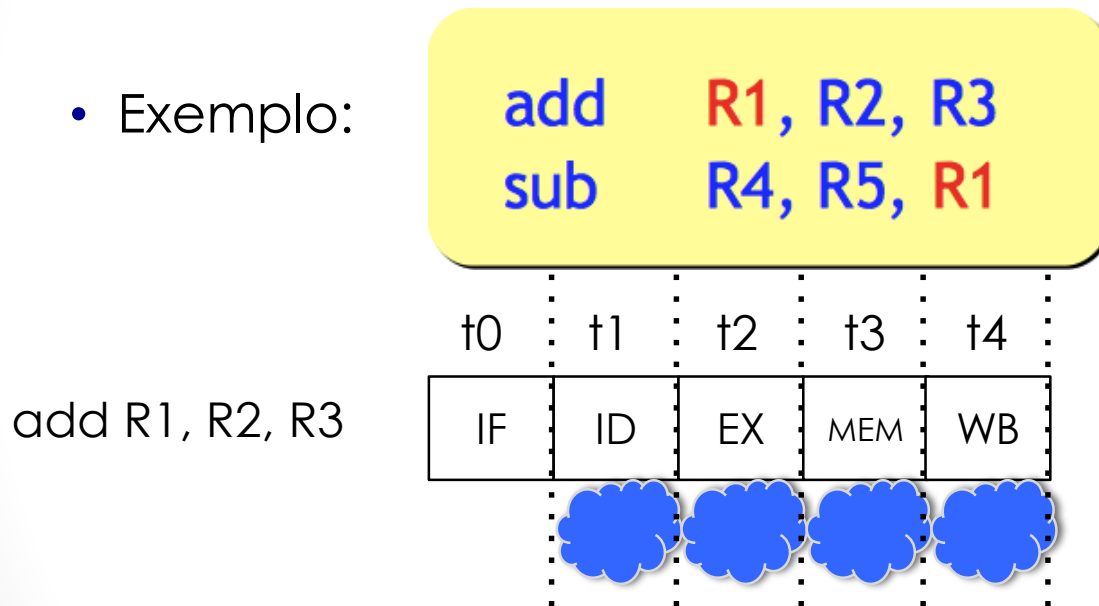 • Exemplo:
add R1, R2, R3
sub R4, R5, R1
t0 t1 t2 t3 t4
add R1, R2, R3 IF ID EX MEM WB